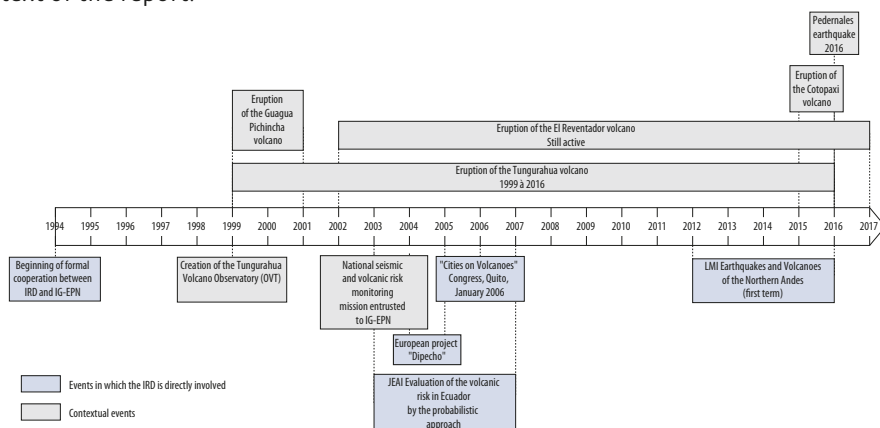 text of the report.
Pedernales
earthquake
2016
Eruption of
the Cotopaxi
volcano
Eruption
of the Guagua
Pichincha
volcano
Eruption of the El Reventador volcano
Still active
Eruption of the Tungurahua volcano
1999 à 2016
1994 1995 1996 1997 1998 1999 2000 2001 2002 2003 2004 2005 2006 2007 2008 2009 2010 2011 2012 2013 2014 2015 2016 2017
Beginning of formal
cooperation between
IRD and IG-EPN
Creation of the Tungurahua
Volcano Observatory (OVT)
National seismic
and volcanic risk
monitoring
mission entrusted
to IG-EPN
"Cities on Volcanoes"
Congress, Quito,
January 2006
LMI Earthquakes and Volcanoes
of the Northern Andes
(first term)
European project
"Dipecho"
JEAI Evaluation of the volcanic
risk in Ecuador
by the probabilistic
approach
Events in which the IRD is directly involved
Contextual events